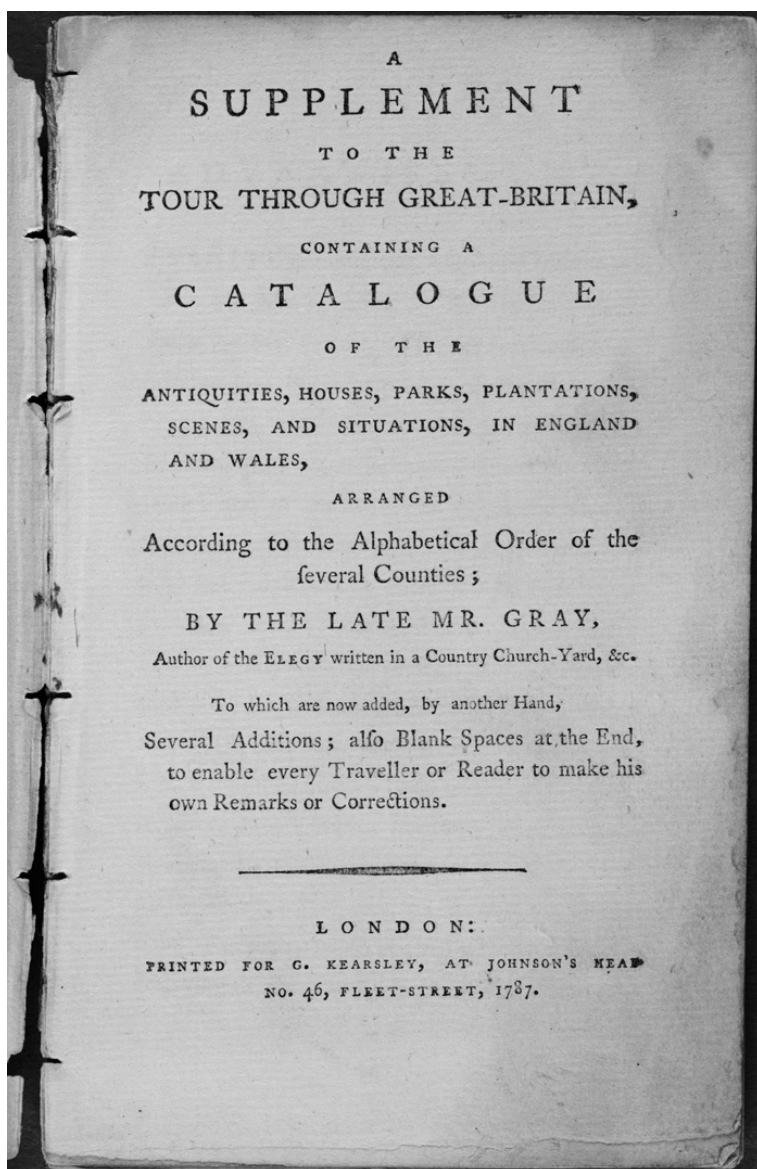 A
SUPPLEMENT
TO THE
TOUR THROUGH GREAT-BRITAIN,
CONTAINING A
CATALOGUE
OF THE
ANTIQUITIES, HOUSES, PARKS, PLANTATIONS,
SCENES, AND SITUATIONS, IN ENGLAND
AND WALES,
ARRANGED
According to the Alphabetical Order of the
ſeveral Counties;
BY THE LATE MR. GRAY,
Author of the ELEGY written in a Country Church-Yard, &c.
To which are now added, by another Hand,
Several Additions; alſo Blank Spaces at the End,
to enable every Traveller or Reader to make his
own Remarks or Corrections.
LONDON:
PRINTED FOR G. KEARSLEY, AT JOHNSON'S HEAD
NO. 46, FLEET-STREET, 1787.